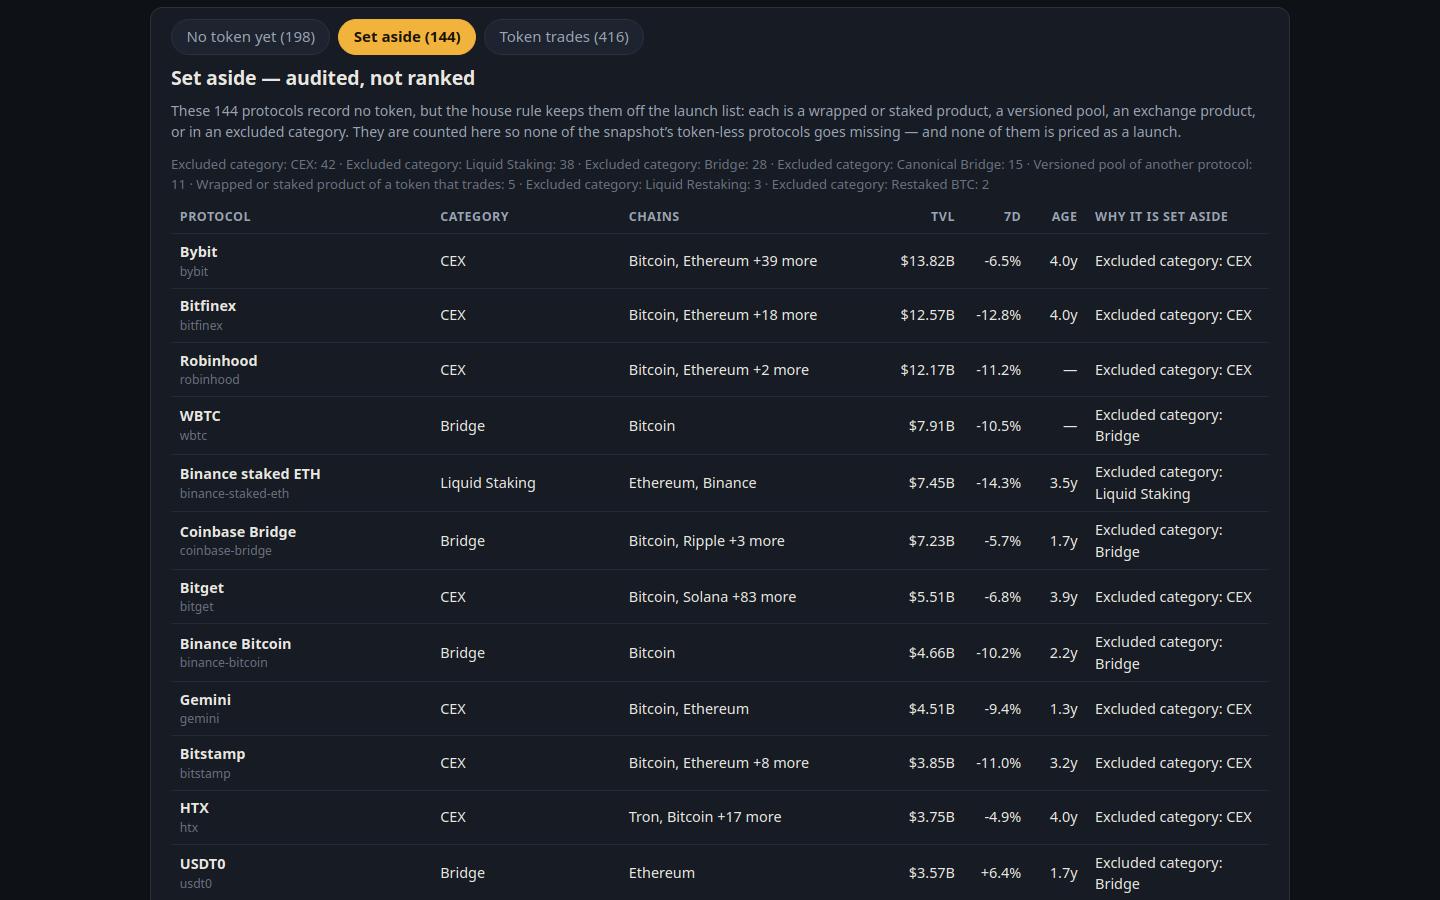 No token yet (198)
Set aside (144)
Token trades (416)
Set aside — audited, not ranked
These 144 protocols record no token, but the house rule keeps them off the launch list: each is a wrapped or staked product, a versioned pool, an exchange product,
or in an excluded category. They are counted here so none of the snapshot’s token-less protocols goes missing — and none of them is priced as a launch.
Excluded category: CEX: 42 · Excluded category: Liquid Staking: 38 · Excluded category: Bridge: 28 · Excluded category: Canonical Bridge: 15 · Versioned pool of another protocol:
11 · Wrapped or staked product of a token that trades: 5 · Excluded category: Liquid Restaking: 3 · Excluded category: Restaked BTC: 2
PROTOCOL CATEGORY CHAINS TVL 7D AGE WHY IT IS SET ASIDE
Bybit
bybit
CEX Bitcoin, Ethereum +39 more $13.82B -6.5% 4.0y Excluded category: CEX
Bitfinex
bitfinex
CEX Bitcoin, Ethereum +18 more $12.57B -12.8% 4.0y Excluded category: CEX
Robinhood
robinhood
CEX Bitcoin, Ethereum +2 more $12.17B -11.2% — Excluded category: CEX
WBTC
wbtc
Bridge Bitcoin $7.91B -10.5% — Excluded category:
Bridge
Binance staked ETH
binance-staked-eth
Liquid Staking Ethereum, Binance $7.45B -14.3% 3.5y Excluded category:
Liquid Staking
Coinbase Bridge
coinbase-bridge
Bridge Bitcoin, Ripple +3 more $7.23B -5.7% 1.7y Excluded category:
Bridge
Bitget
bitget
CEX Bitcoin, Solana +83 more $5.51B -6.8% 3.9y Excluded category: CEX
Binance Bitcoin
binance-bitcoin
Bridge Bitcoin $4.66B -10.2% 2.2y Excluded category:
Bridge
Gemini
gemini
CEX Bitcoin, Ethereum $4.51B -9.4% 1.3y Excluded category: CEX
Bitstamp
bitstamp
CEX Bitcoin, Ethereum +8 more $3.85B -11.0% 3.2y Excluded category: CEX
HTX
htx
CEX Tron, Bitcoin +17 more $3.75B -4.9% 4.0y Excluded category: CEX
USDT0
usdt0
Bridge Ethereum $3.57B +6.4% 1.7y Excluded category:
Bridge